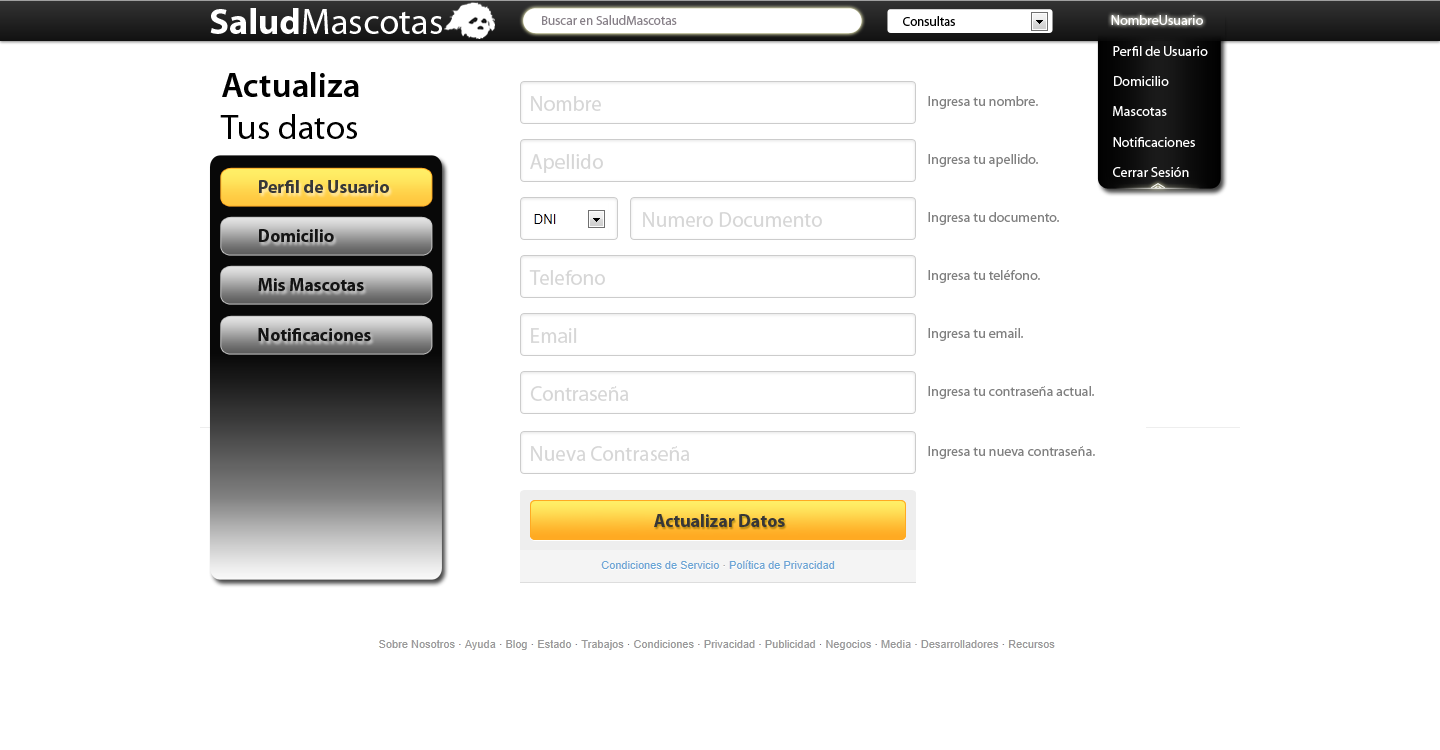 SaludMascotas
Buscar en SaludMascotas
Consultas
NombreUsuario
Perfil de Usuario
Domicilio
Mascotas
Notificaciones
Cerrar Sesión
Actualiza
Tus datos
Perfil de Usuario
Domicilio
Mis Mascotas
Notificaciones
Nombre
Ingresa tu nombre.
Apellido
Ingresa tu apellido.
DNI
Numero Documento
Ingresa tu documento.
Telefono
Ingresa tu teléfono.
Email
Ingresa tu email.
Contraseña
Ingresa tu contraseña actual.
Nueva Contraseña
Ingresa tu nueva contraseña.
Actualizar Datos
Condiciones de Servicio · Política de Privacidad
Sobre Nosotros · Ayuda · Blog · Estado · Trabajos · Condiciones · Privacidad · Publicidad · Negocios · Media · Desarrolladores · Recursos